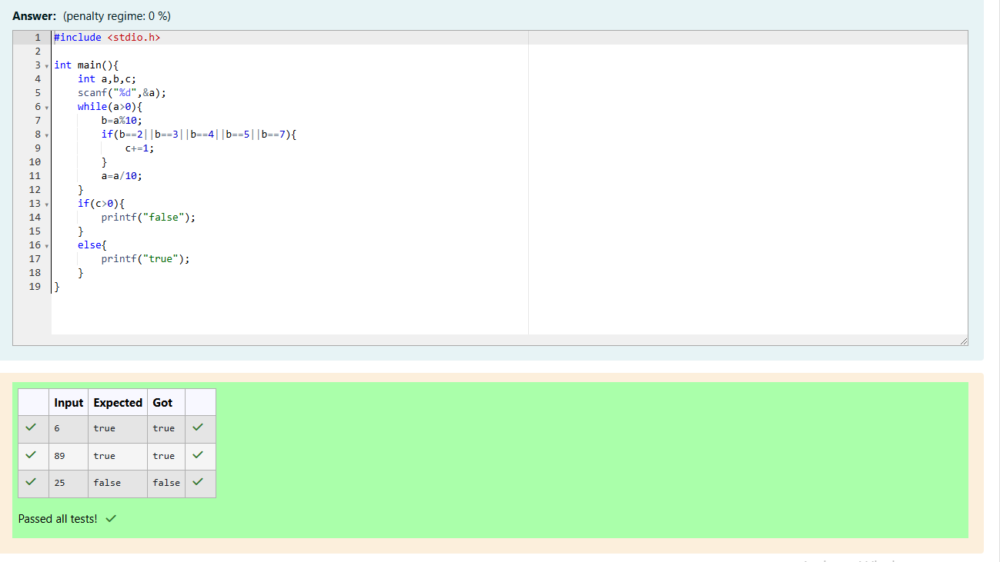 Answer: (penalty regime: 0 %)
1 #include <stdio.h>
2
3 int main(){
4     int a,b,c;
5     scanf("%d",&a);
6     while(a>0){
7         b=a%10;
8         if(b==2||b==3||b==4||b==5||b==7){
9             c+=1;
10         }
11         a=a/10;
12     }
13     if(c>0){
14         printf("false");
15     }
16     else{
17         printf("true");
18     }
19 }
Input Expected Got
6 true true
89 true true
25 false false
Passed all tests!